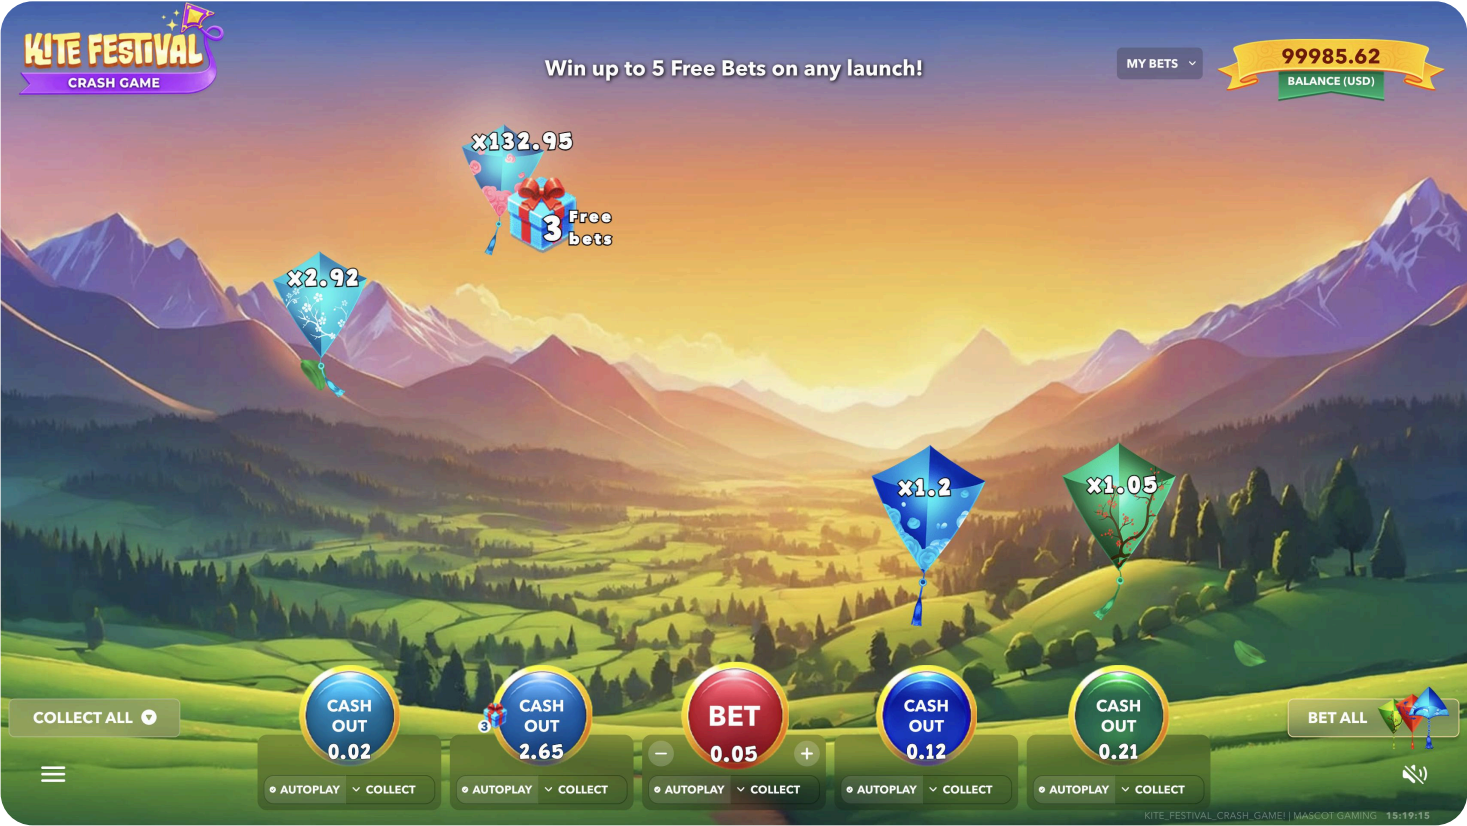 KITE FESTIVAL
CRASH GAME
Win up to 5 Free Bets on any launch!
MY BETS
99985.62
BALANCE (USD)
x132.95
3 Free
bets
x2.92
x1.2
x1.05
COLLECT ALL
CASH
OUT
0.02
AUTOPLAY
COLLECT
3
CASH
OUT
2.65
AUTOPLAY
COLLECT
BET
− 0.05 +
AUTOPLAY
COLLECT
CASH
OUT
0.12
AUTOPLAY
COLLECT
CASH
OUT
0.21
AUTOPLAY
COLLECT
BET ALL
KITE_FESTIVAL_CRASH_GAME! | MASCOT GAMING 15:19:15